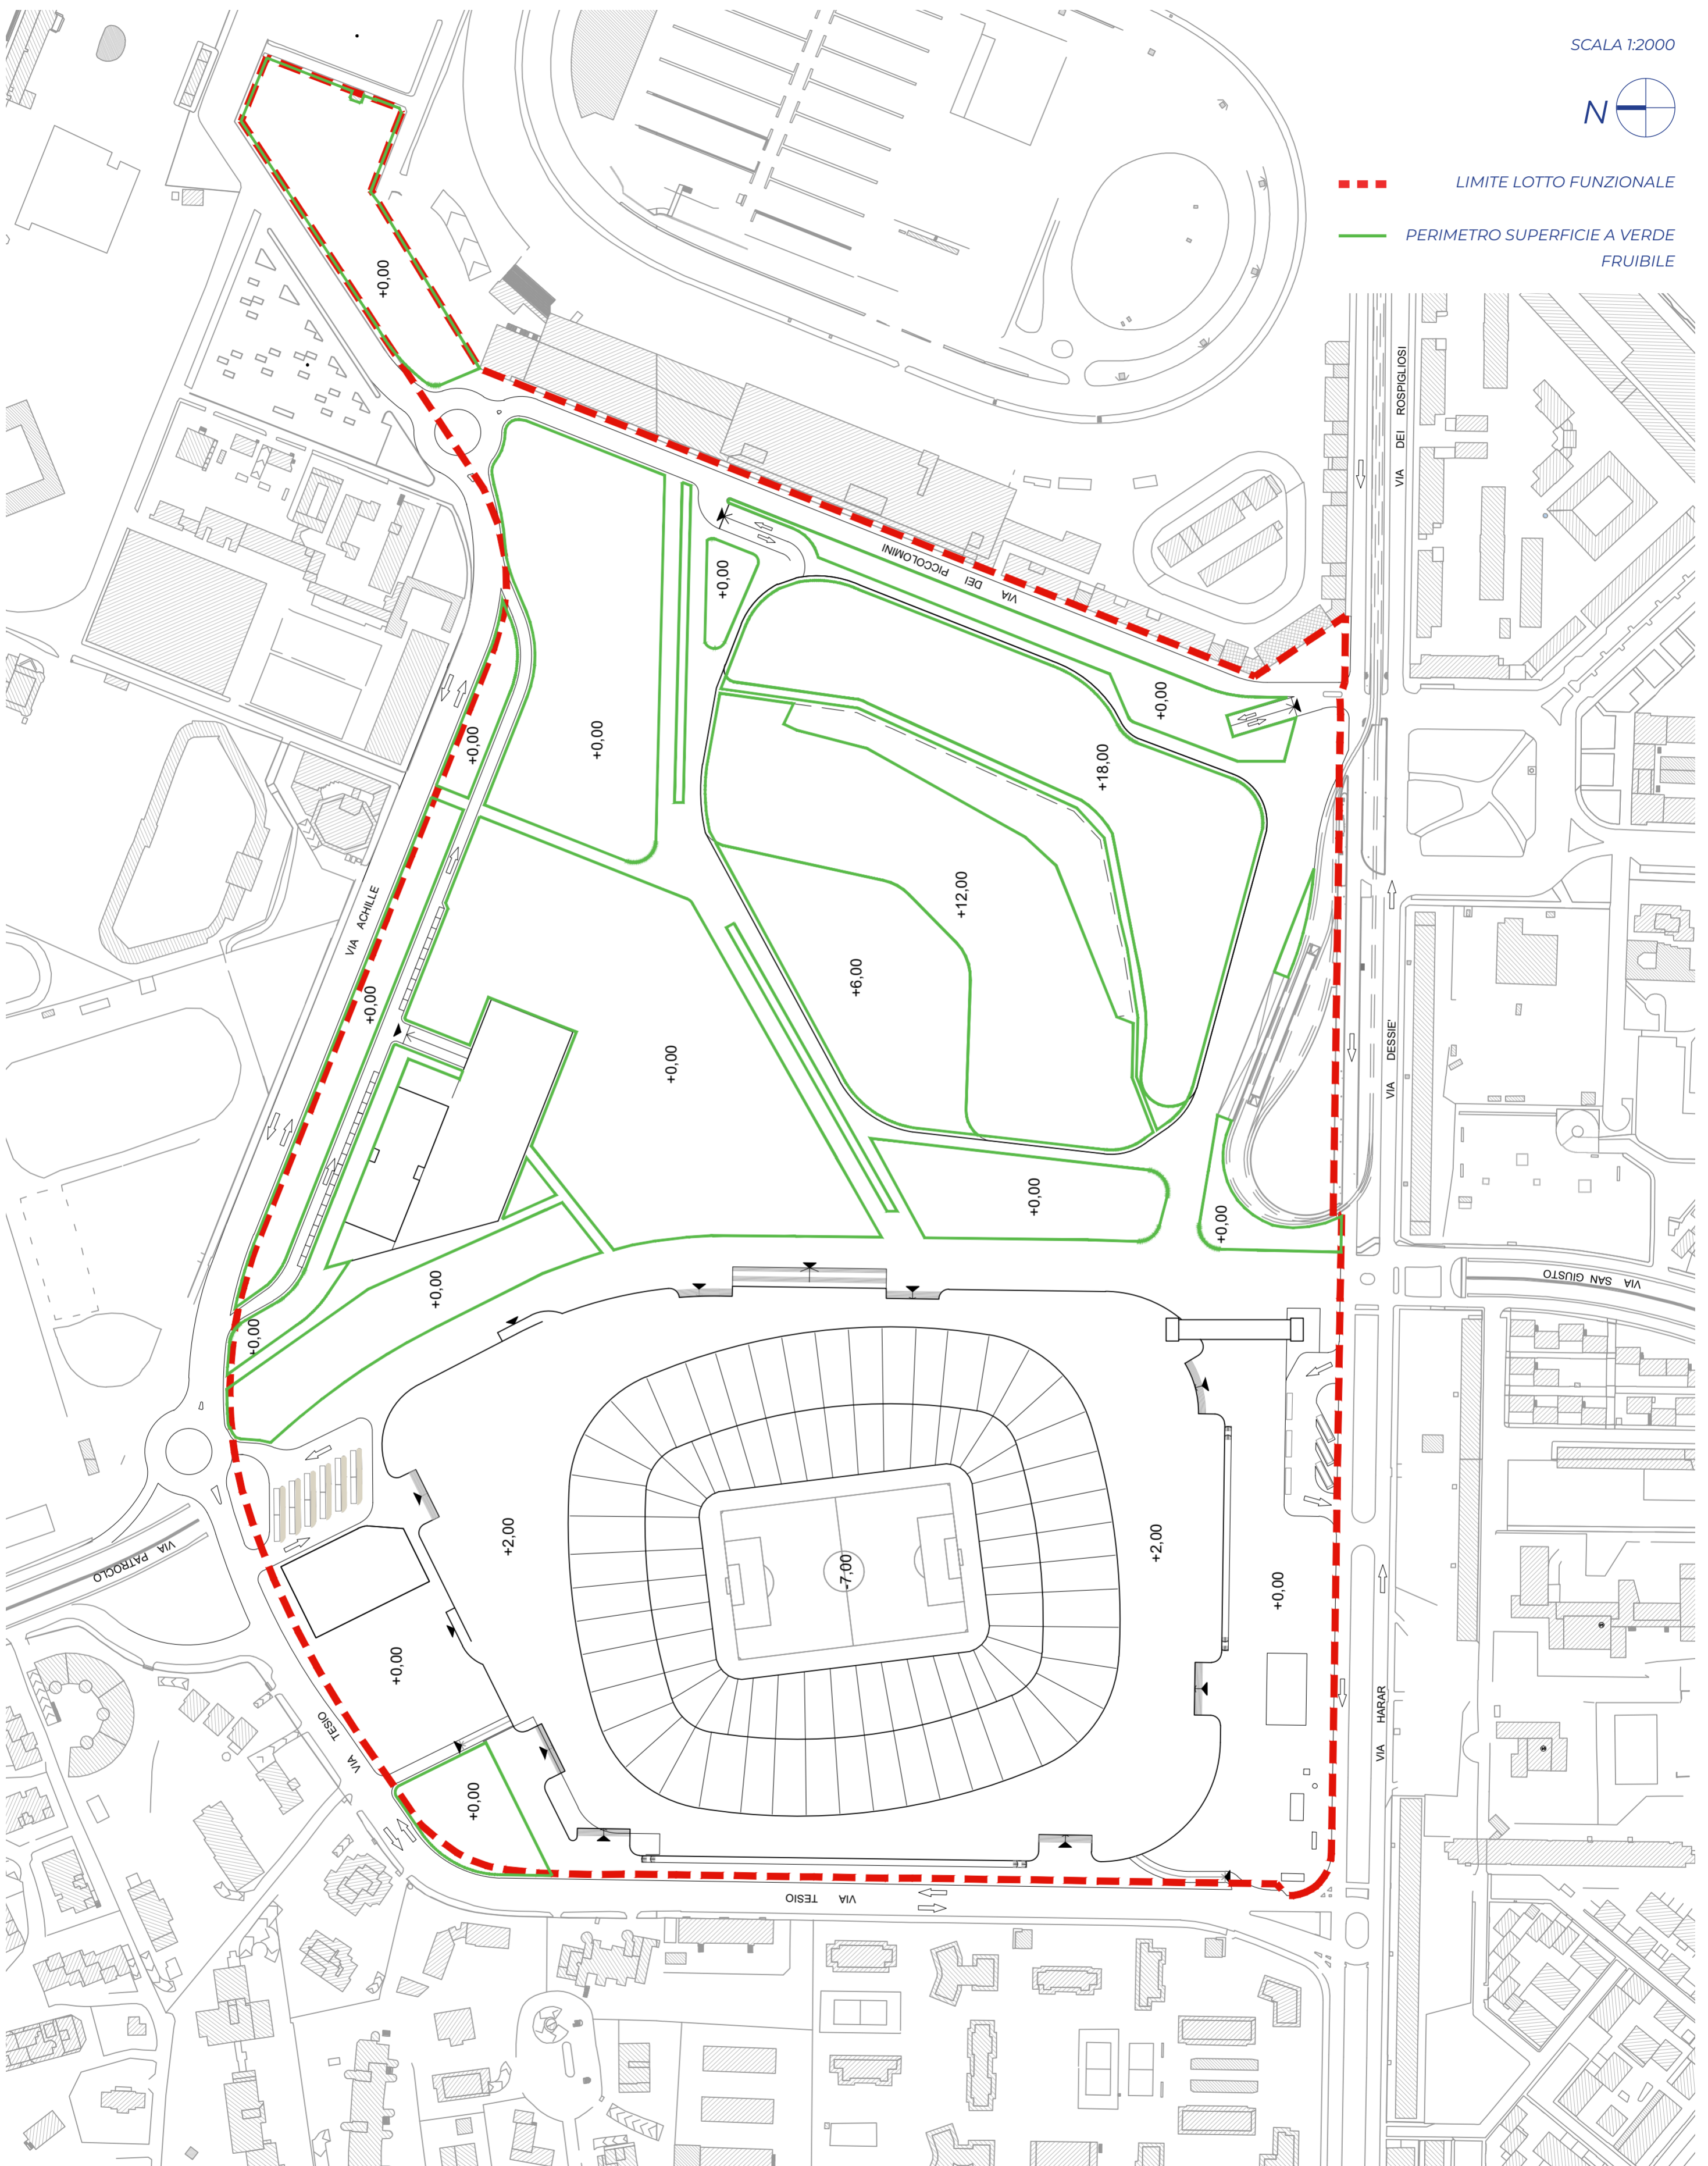 SCALA 1:2000
N
LIMITE LOTTO FUNZIONALE
PERIMETRO SUPERFICIE A VERDE
FRUIBILE
+0,00
VIA DEI ROSPIGLIOSI
VIA DEI PICCOLOMINI
+0,00
+0,00
+0,00
+0,00
+18,00
+12,00
VIA ACHILLE
+6,00
+0,00
+0,00
VIA DESSIE'
+0,00
+0,00
VIA SAN GIUSTO
+0,00
+0,00
+2,00
+2,00
VIA PATROCLO
-7,00
+0,00
+0,00
VIA TESIO
VIA HARAR
+0,00
VIA TESIO